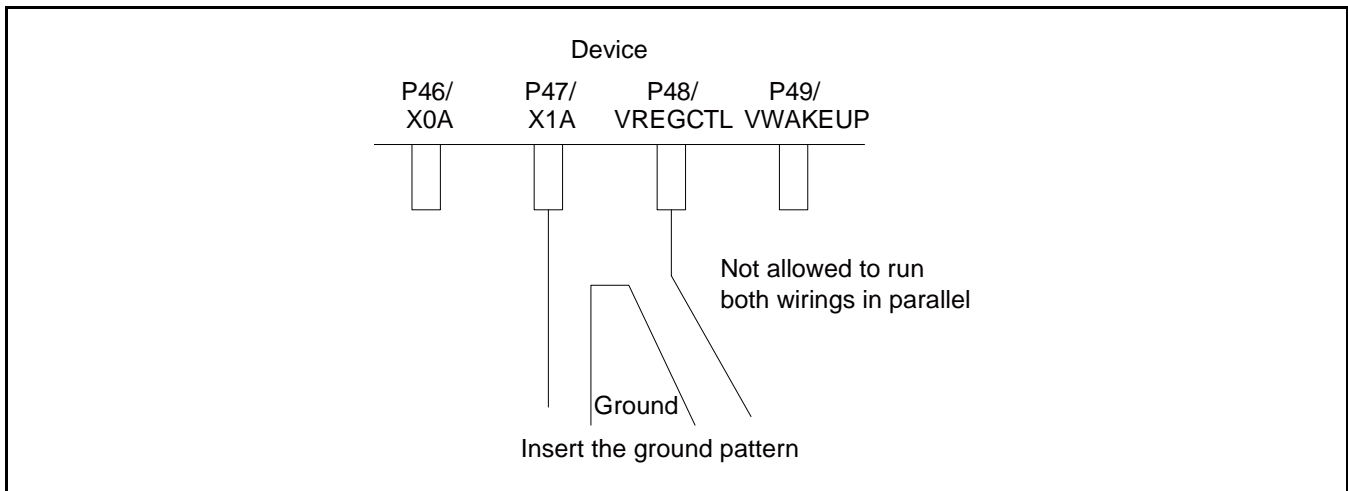 Device
P46/ P47/ P48/ P49/
X0A X1A VREGCTL VWAKEUP
Not allowed to run
both wirings in parallel
Ground
Insert the ground pattern